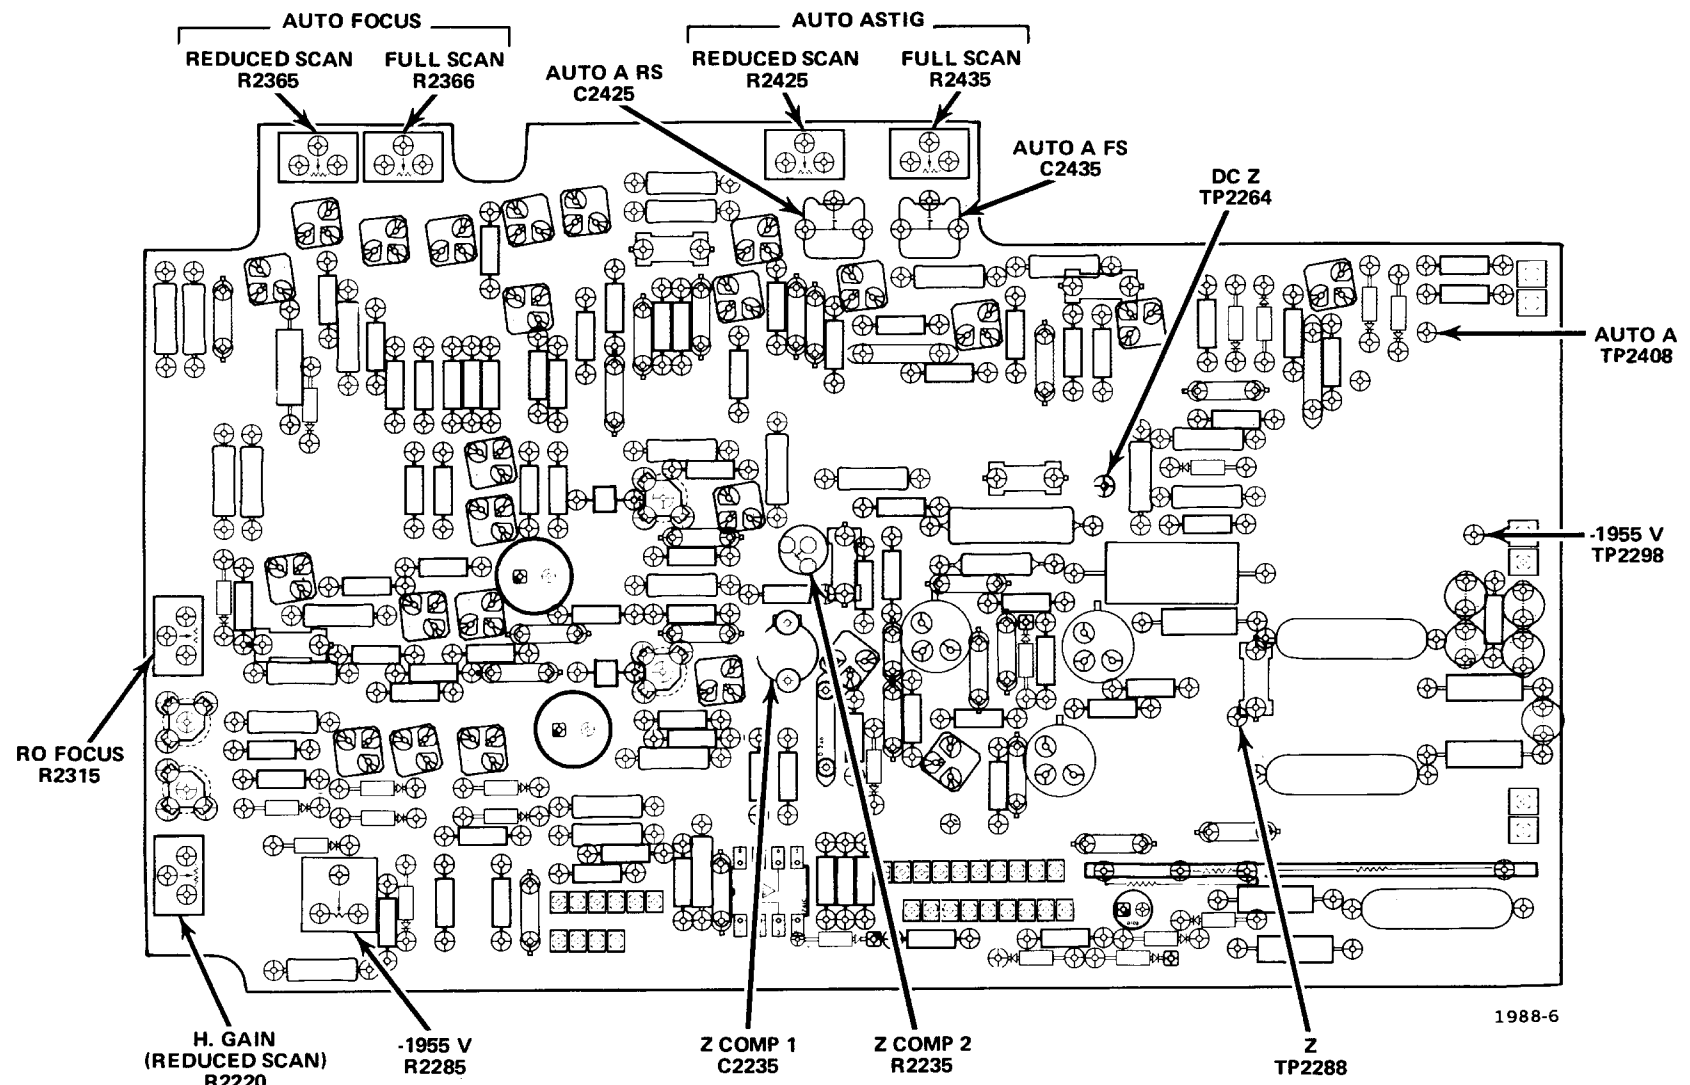 AUTO FOCUS
AUTO ASTIG
REDUCED SCAN
R2365
FULL SCAN
R2366
AUTO A RS
C2425
REDUCED SCAN
R2425
FULL SCAN
R2435
AUTO A FS
C2435
DC Z
TP2264
AUTO A
TP2408
-1955 V
TP2298
RO FOCUS
R2315
1988-6
H. GAIN
(REDUCED SCAN)
R2220
-1955 V
R2285
Z COMP 1
C2235
Z COMP 2
R2235
Z
TP2288